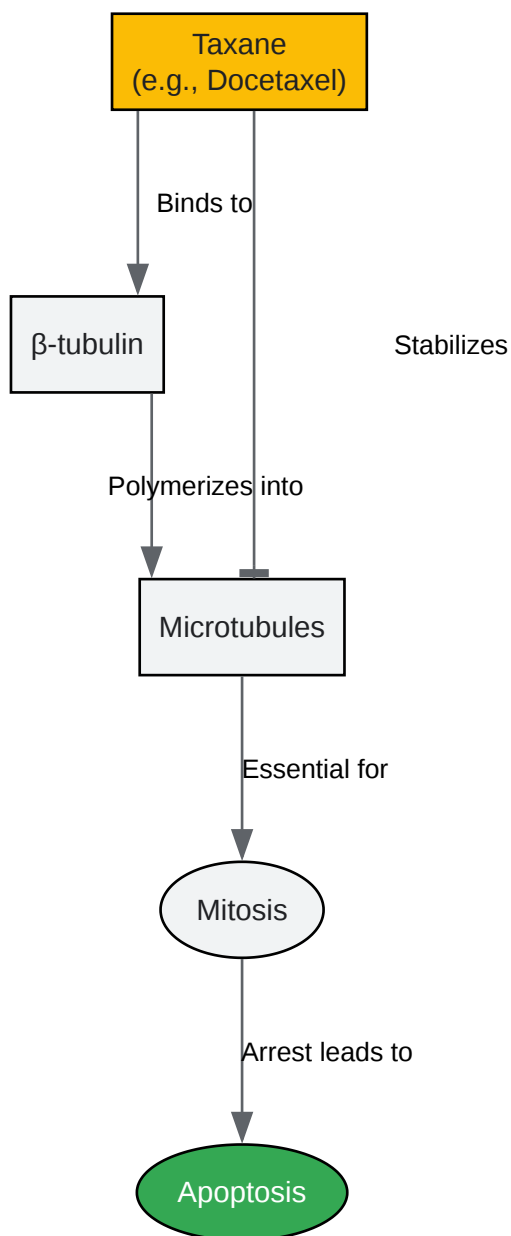 Taxane
(e.g., Docetaxel)
Binds to
β-tubulin
Stabilizes
Polymerizes into
Microtubules
Essential for
Mitosis
Arrest leads to
Apoptosis